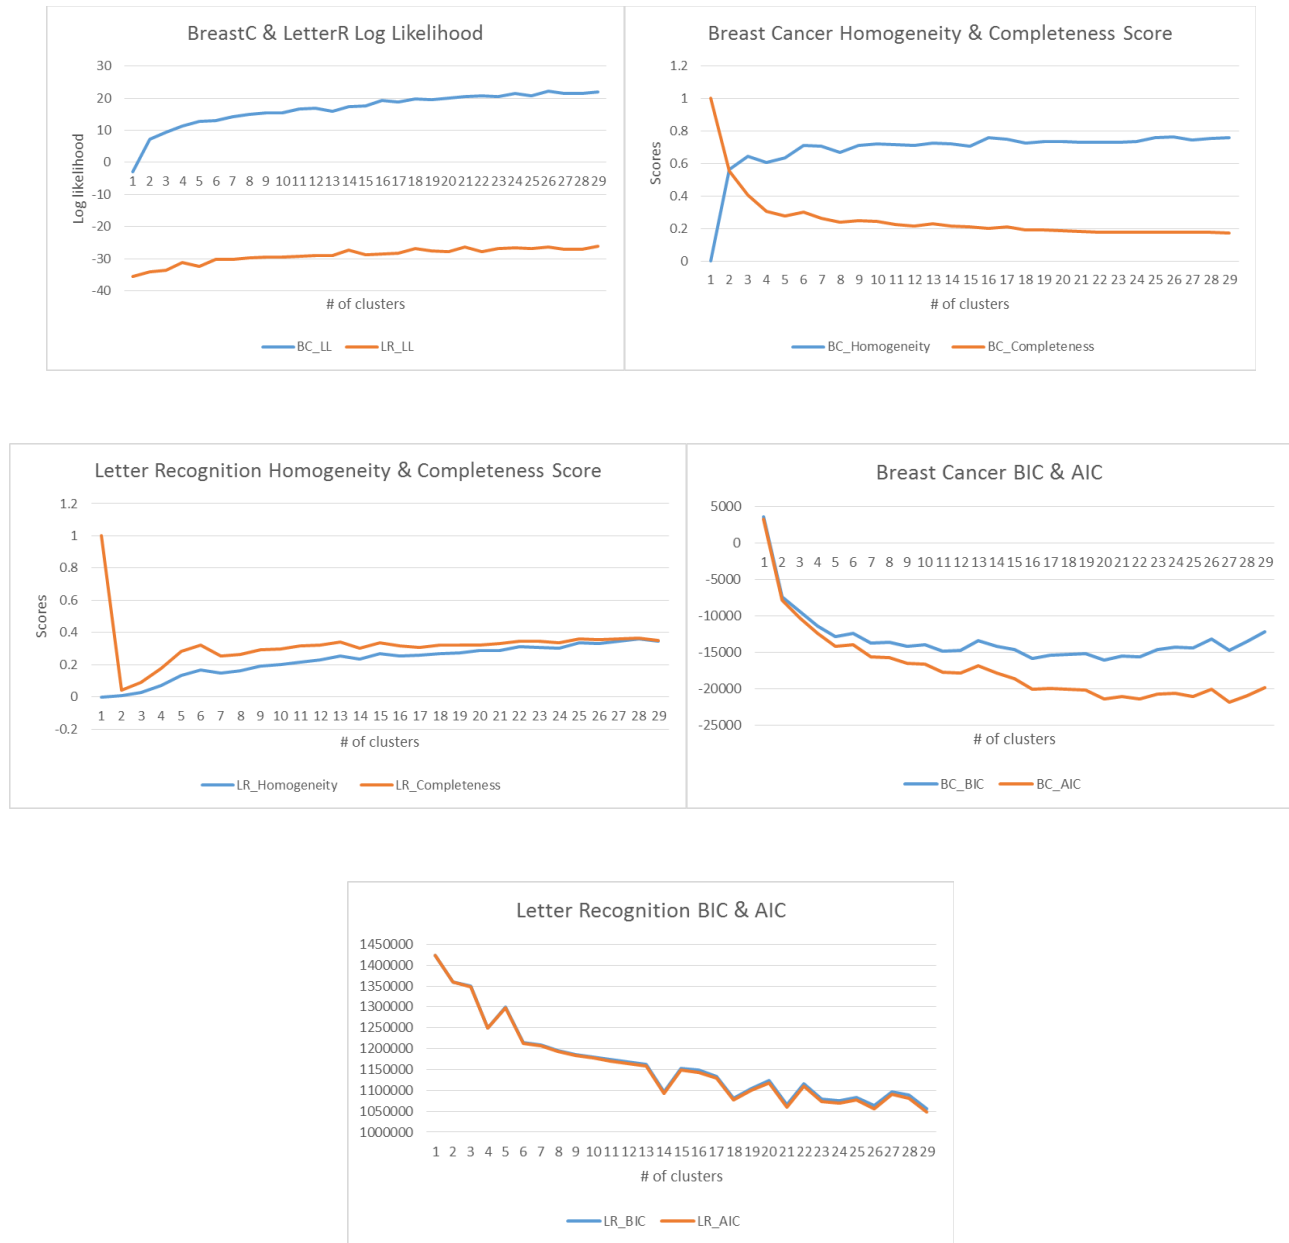 BreastC & LetterR Log Likelihood
30
20
10
0
-10
-20
-30
-40
Log likelihood
1 2 3 4 5 6 7 8 9 10 11 12 13 14 15 16 17 18 19 20 21 22 23 24 25 26 27 28 29
# of clusters
BC_LL LR_LL
Breast Cancer Homogeneity & Completeness Score
1.2
1
0.8
0.6
0.4
0.2
0
Scores
1 2 3 4 5 6 7 8 9 10 11 12 13 14 15 16 17 18 19 20 21 22 23 24 25 26 27 28 29
# of clusters
BC_Homogeneity BC_Completeness
Letter Recognition Homogeneity & Completeness Score
1.2
1
0.8
0.6
0.4
0.2
0
-0.2
Scores
1 2 3 4 5 6 7 8 9 10 11 12 13 14 15 16 17 18 19 20 21 22 23 24 25 26 27 28 29
# of clusters
LR_Homogeneity LR_Completeness
Breast Cancer BIC & AIC
5000
0
-5000
-10000
-15000
-20000
-25000
1 2 3 4 5 6 7 8 9 10 11 12 13 14 15 16 17 18 19 20 21 22 23 24 25 26 27 28 29
# of clusters
BC_BIC BC_AIC
Letter Recognition BIC & AIC
1450000
1400000
1350000
1300000
1250000
1200000
1150000
1100000
1050000
1000000
1 2 3 4 5 6 7 8 9 10 11 12 13 14 15 16 17 18 19 20 21 22 23 24 25 26 27 28 29
# of clusters
LR_BIC LR_AIC